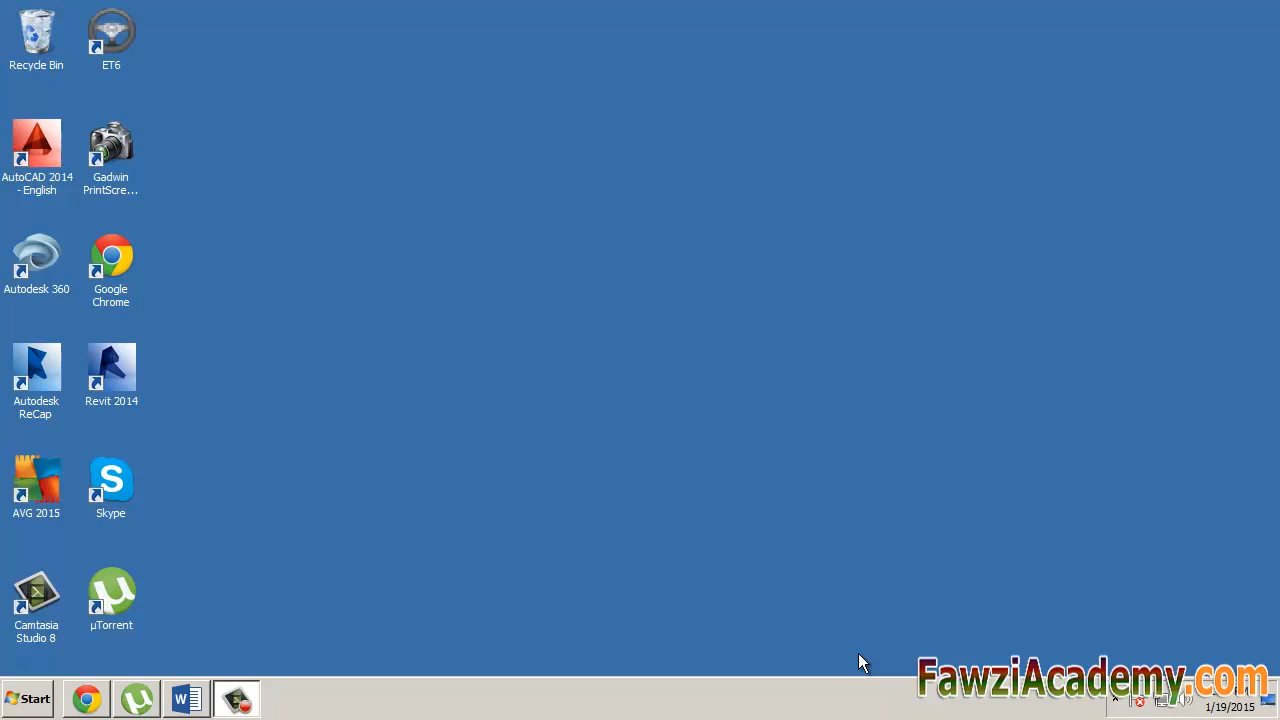 Recycle Bin
ET6
AutoCAD 2014
- English
Gadwin
PrintScre...
Autodesk 360
Google
Chrome
Autodesk
ReCap
Revit 2014
AVG 2015
S
Skype
Camtasia
Studio 8
µ
µTorrent
Start
µ
W
FawziAcademy.com
1/19/2015